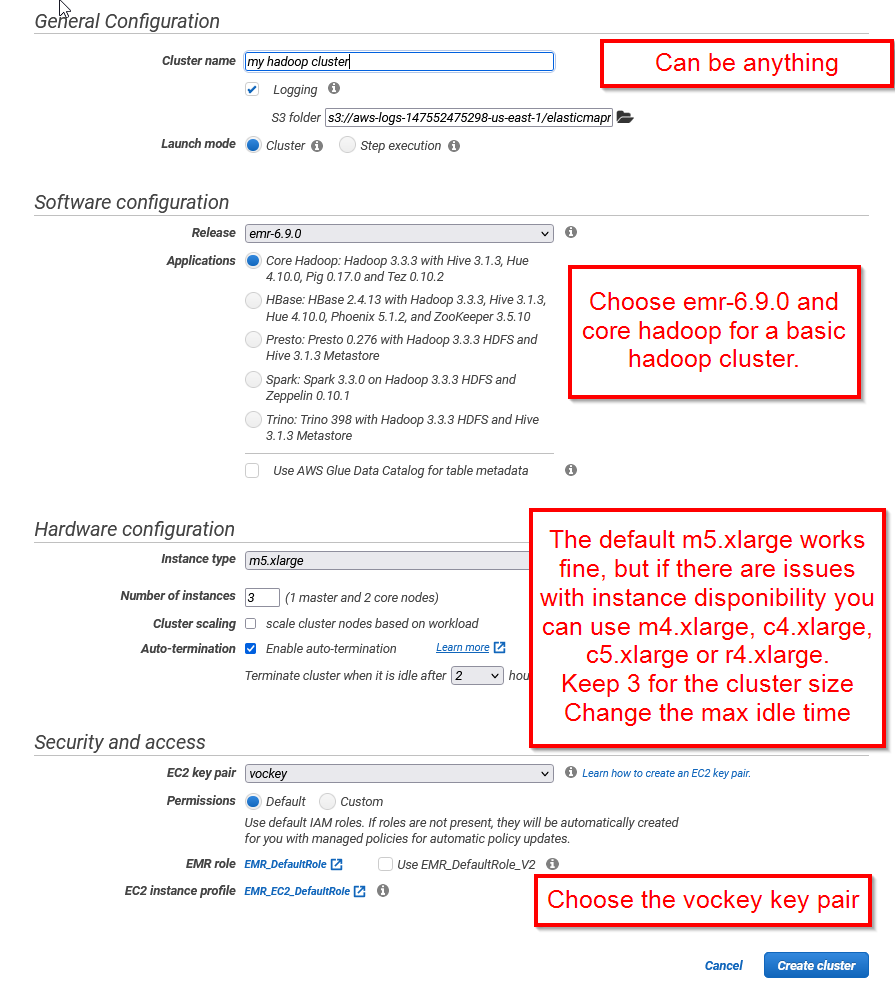 General Configuration
Cluster name my hadoop cluster
Can be anything
Logging
S3 folder s3://aws-logs-147552475298-us-east-1/elasticmapr
Launch mode Cluster Step execution
Software configuration
Release emr-6.9.0
Applications Core Hadoop: Hadoop 3.3.3 with Hive 3.1.3, Hue
4.10.0, Pig 0.17.0 and Tez 0.10.2
HBase: HBase 2.4.13 with Hadoop 3.3.3, Hive 3.1.3,
Hue 4.10.0, Phoenix 5.1.2, and ZooKeeper 3.5.10
Presto: Presto 0.276 with Hadoop 3.3.3 HDFS and
Hive 3.1.3 Metastore
Spark: Spark 3.3.0 on Hadoop 3.3.3 HDFS and
Zeppelin 0.10.1
Trino: Trino 398 with Hadoop 3.3.3 HDFS and Hive
3.1.3 Metastore
Use AWS Glue Data Catalog for table metadata
Choose emr-6.9.0 and
core hadoop for a basic
hadoop cluster.
Hardware configuration
Instance type m5.xlarge
Number of instances 3 (1 master and 2 core nodes)
Cluster scaling scale cluster nodes based on workload
Auto-termination Enable auto-termination Learn more
Terminate cluster when it is idle after 2 hou
The default m5.xlarge works
fine, but if there are issues
with instance disponibility you
can use m4.xlarge, c4.xlarge,
c5.xlarge or r4.xlarge.
Keep 3 for the cluster size
Change the max idle time
Security and access
EC2 key pair vockey Learn how to create an EC2 key pair.
Permissions Default Custom
Use default IAM roles. If roles are not present, they will be automatically created
for you with managed policies for automatic policy updates.
EMR role EMR_DefaultRole Use EMR_DefaultRole_V2
EC2 instance profile EMR_EC2_DefaultRole
Choose the vockey key pair
Cancel Create cluster